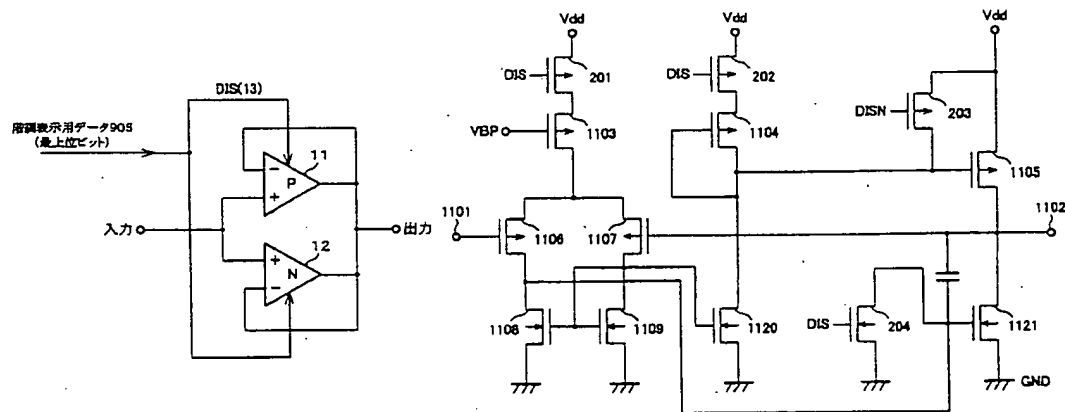 DIS(13)
階調表示用データ905
(最上位ビット)
11
P
-
+
入力
出力
12
N
+
-
Vdd
DIS
201
VBP
1103
1101
1106
1107
1108
1109
Vdd
DIS
202
1104
1120
Vdd
DISN
203
1105
1102
DIS
204
1121
GND